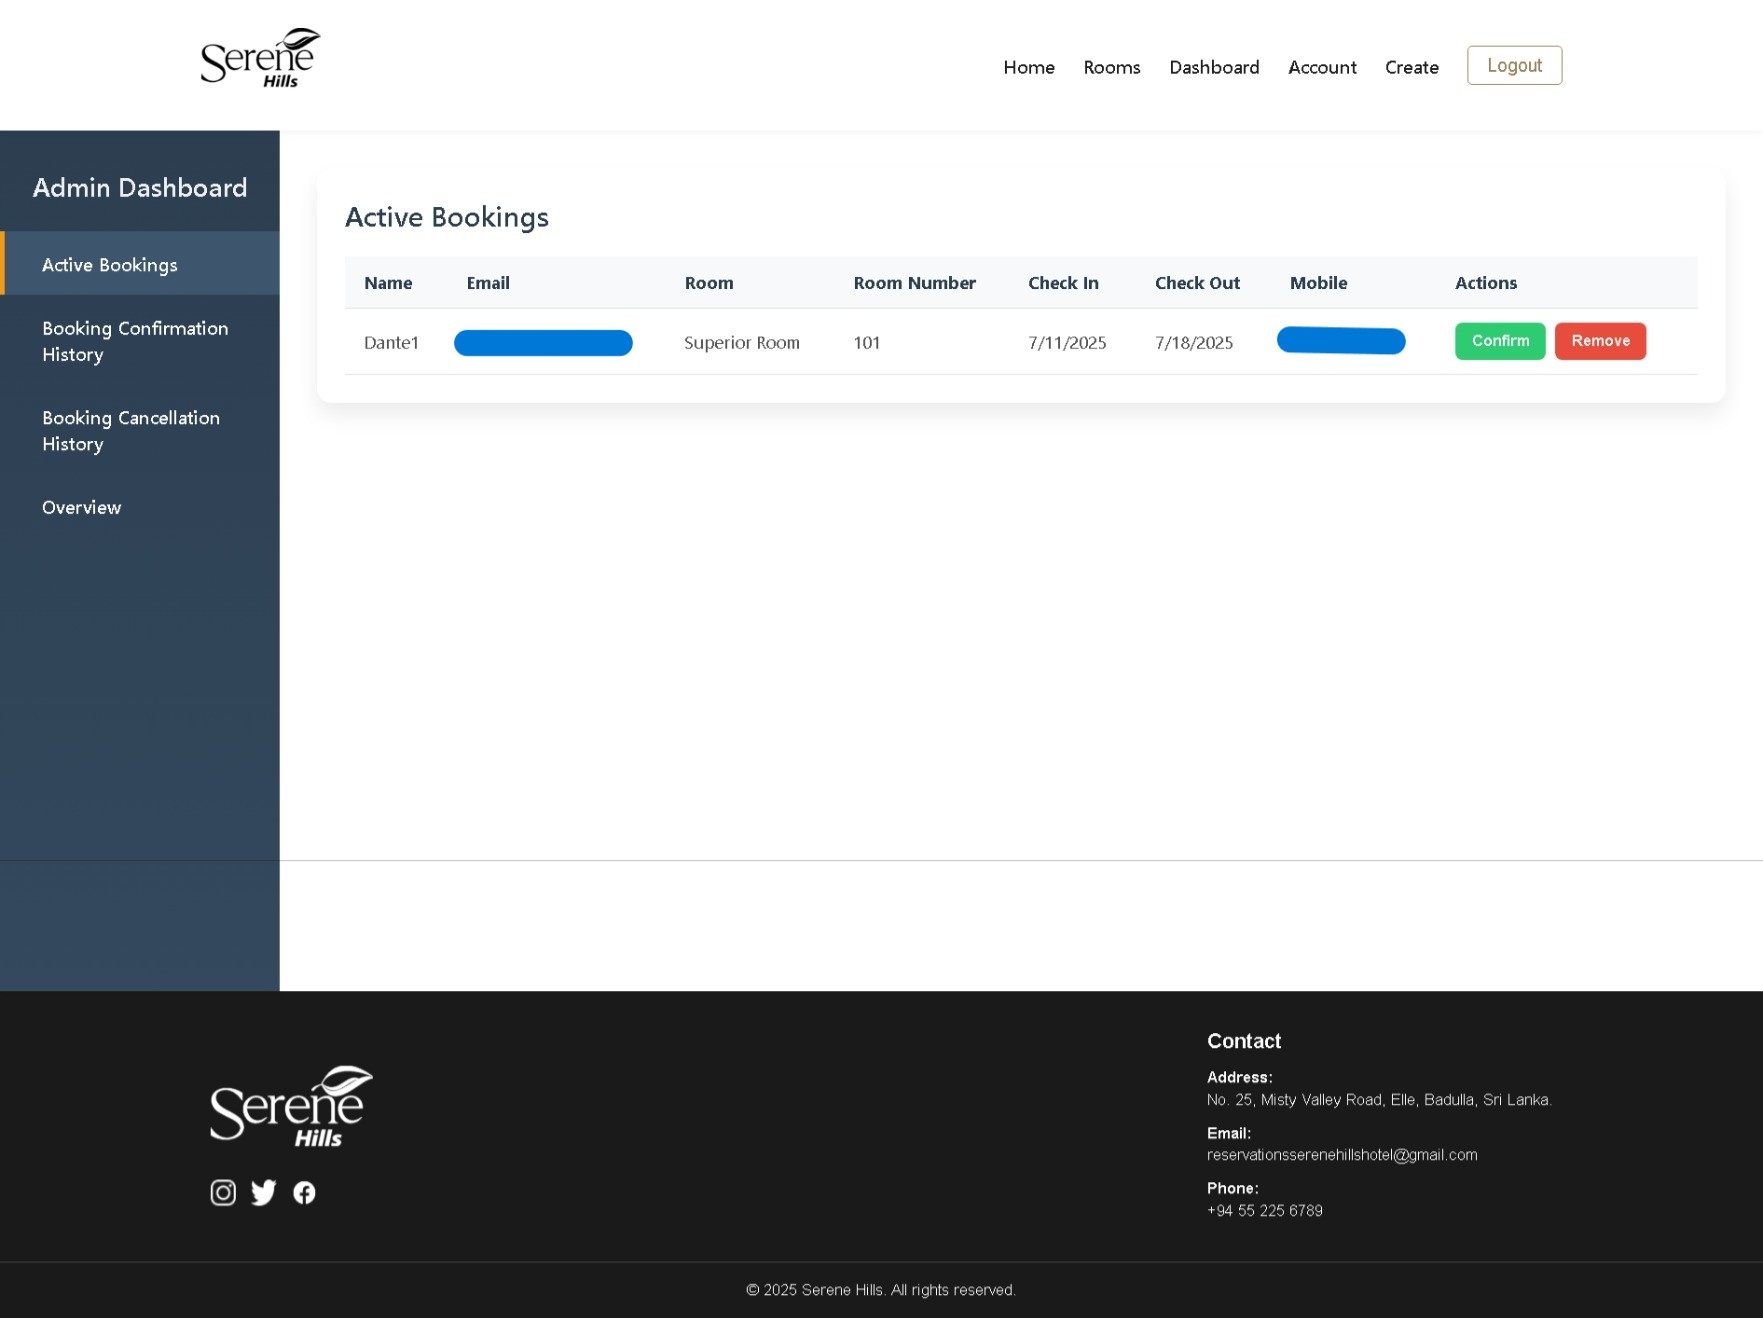 Serene
Hills
Home Rooms Dashboard Account Create Logout
Admin Dashboard
Active Bookings
Booking Confirmation
History
Booking Cancellation
History
Overview
Active Bookings
Name Email Room Room Number Check In Check Out Mobile Actions
Dante1 Superior Room 101 7/11/2025 7/18/2025 Confirm Remove
Serene
Hills
Contact
Address:
No. 25, Misty Valley Road, Elle, Badulla, Sri Lanka.
Email:
reservationsserenehillshotel@gmail.com
Phone:
+94 55 225 6789
© 2025 Serene Hills. All rights reserved.